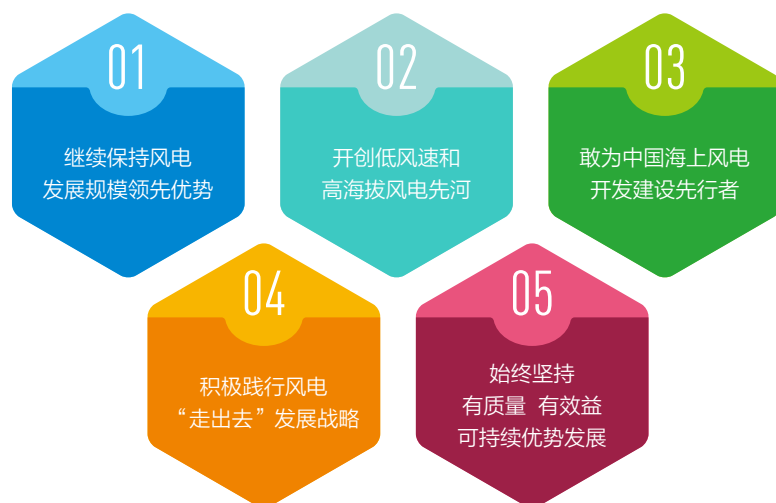 01
继续保持风电
发展规模领先优势
02
开创低风速和
高海拔风电先河
03
敢为中国海上风电
开发建设先行者
04
积极践行风电
“走出去”发展战略
05
始终坚持
有质量 有效益
可持续优势发展